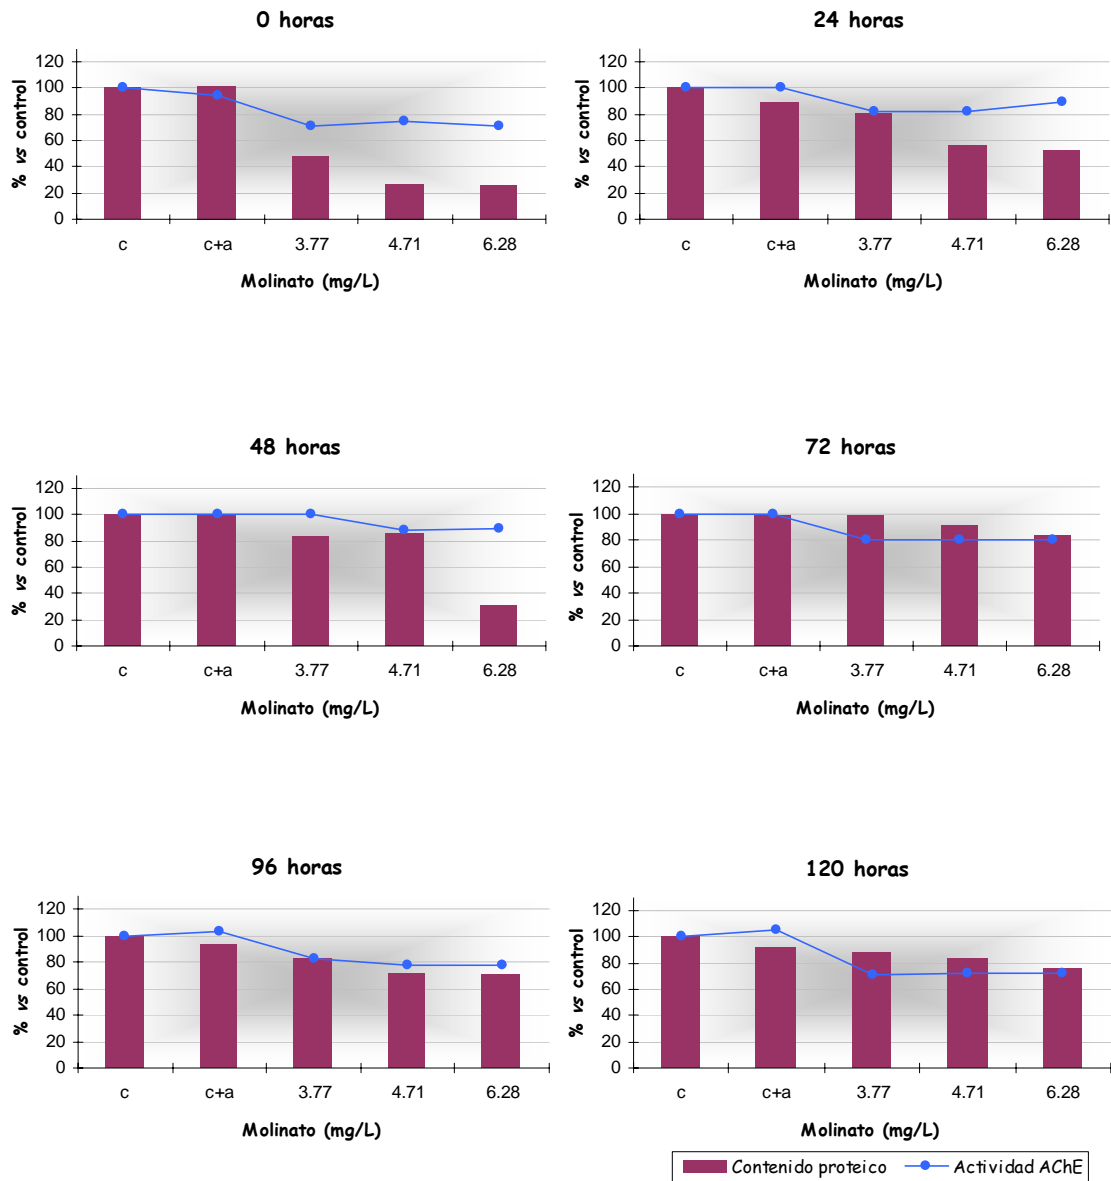 0 horas
120
100
80
60
40
20
0
% vs control
c c+a 3.77 4.71 6.28
Molinato (mg/L)
24 horas
120
100
80
60
40
20
0
% vs control
c c+a 3.77 4.71 6.28
Molinato (mg/L)
48 horas
120
100
80
60
40
20
0
% vs control
c c+a 3.77 4.71 6.28
Molinato (mg/L)
72 horas
120
100
80
60
40
20
0
% vs control
c c+a 3.77 4.71 6.28
Molinato (mg/L)
96 horas
120
100
80
60
40
20
0
% vs control
c c+a 3.77 4.71 6.28
Molinato (mg/L)
120 horas
120
100
80
60
40
20
0
% vs control
c c+a 3.77 4.71 6.28
Molinato (mg/L)
Contenido proteico Actividad AChE